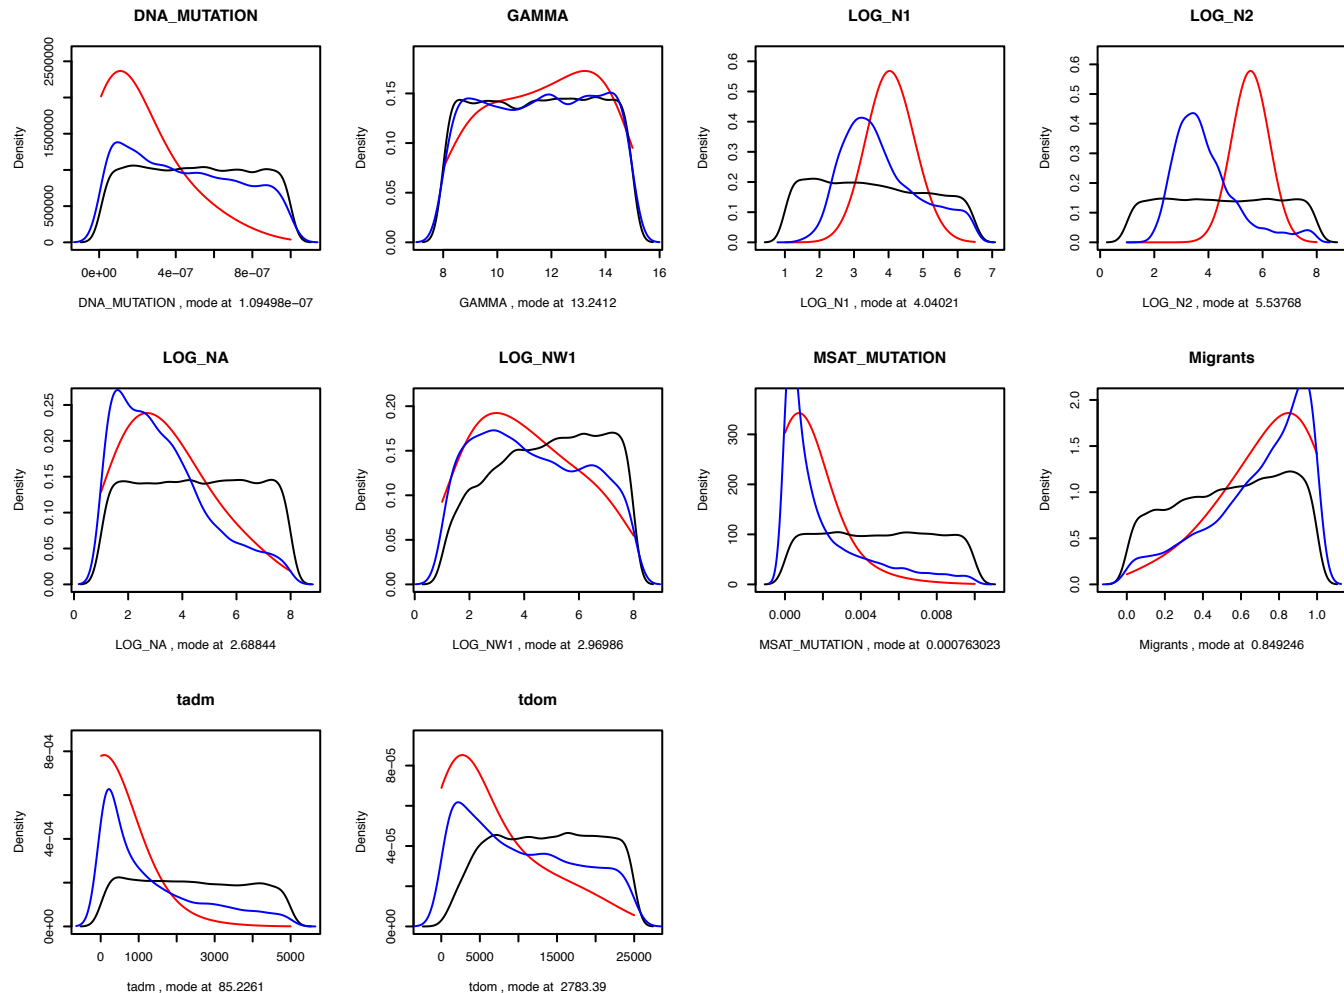 DNA_MUTATION
Density
0 500000 1500000 2500000
0e+00 4e−07 8e−07
DNA_MUTATION , mode at 1.09498e−07
GAMMA
Density
0.00 0.05 0.10 0.15
8 10 12 14 16
GAMMA , mode at 13.2412
LOG_N1
Density
0.0 0.1 0.2 0.3 0.4 0.5 0.6
1 2 3 4 5 6 7
LOG_N1 , mode at 4.04021
LOG_N2
Density
0.0 0.1 0.2 0.3 0.4 0.5 0.6
0 2 4 6 8
LOG_N2 , mode at 5.53768
LOG_NA
Density
0.00 0.05 0.10 0.15 0.20 0.25
0 2 4 6 8
LOG_NA , mode at 2.68844
LOG_NW1
Density
0.00 0.05 0.10 0.15 0.20
0 2 4 6 8
LOG_NW1 , mode at 2.96986
MSAT_MUTATION
Density
0 100 200 300
0.000 0.004 0.008
MSAT_MUTATION , mode at 0.000763023
Migrants
Density
0.0 0.5 1.0 1.5 2.0
0.0 0.2 0.4 0.6 0.8 1.0
Migrants , mode at 0.849246
tadm
Density
0e+00 4e−04 8e−04
0 1000 3000 5000
tadm , mode at 85.2261
tdom
Density
0e+00 4e−05 8e−05
0 5000 15000 25000
tdom , mode at 2783.39